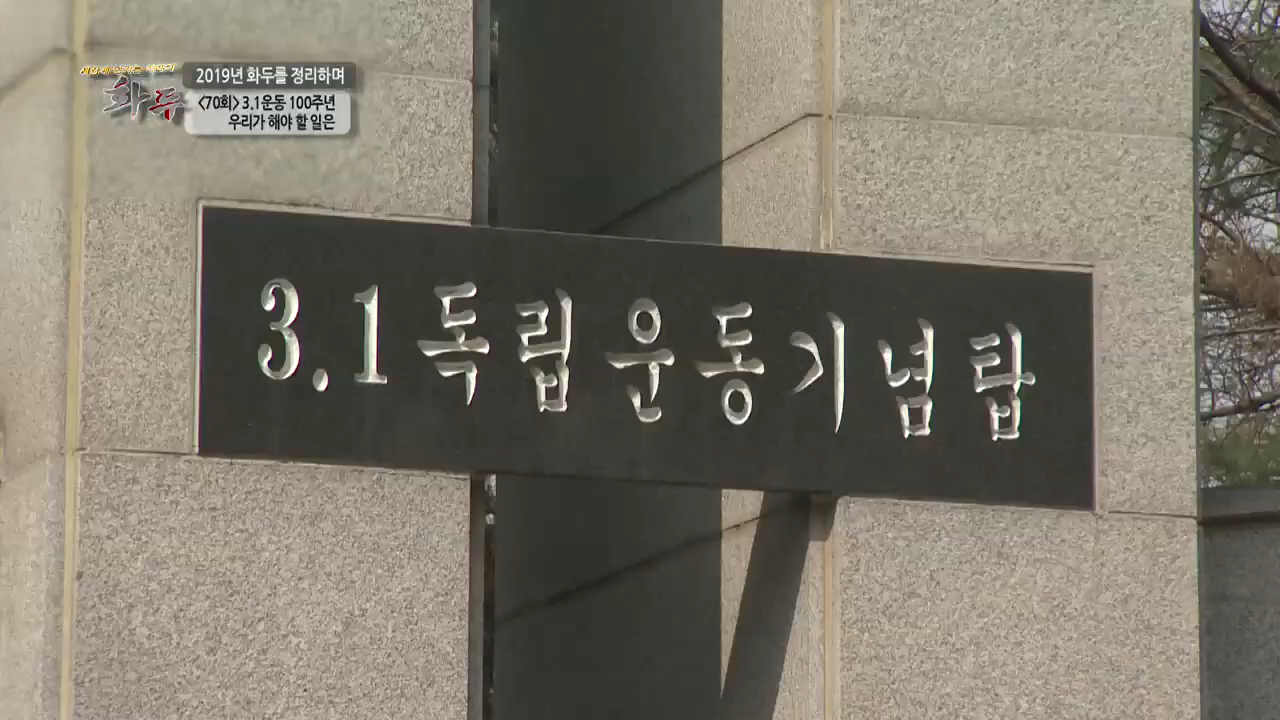 화두
2019년 화두를 정리하며
<70회> 3.1운동 100주년
우리가 해야 할 일은
3.1독립운동기념탑